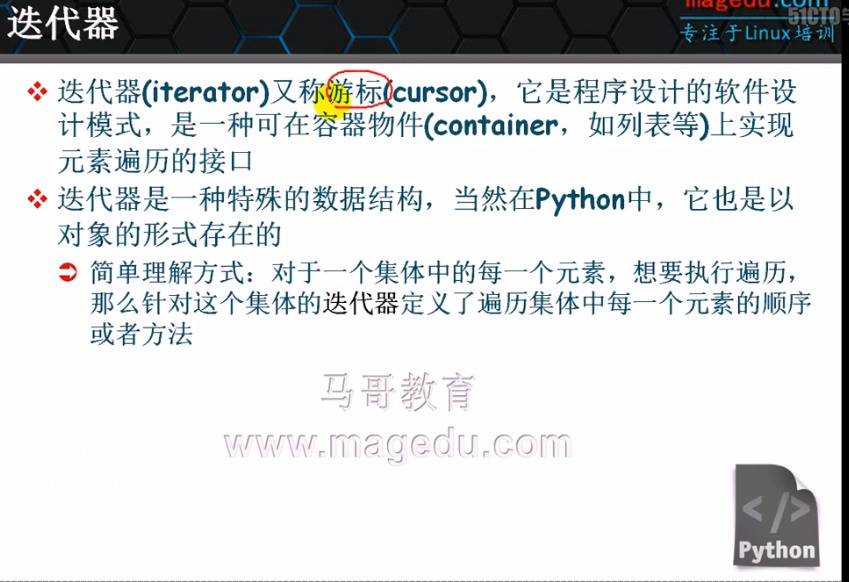 迭代器
magedu.com
51CTO学
专注于Linux培训
迭代器(iterator)又称游标(cursor)，它是程序设计的软件设
计模式，是一种可在容器物件(container，如列表等)上实现
元素遍历的接口
迭代器是一种特殊的数据结构，当然在Python中，它也是以
对象的形式存在的
简单理解方式：对于一个集体中的每一个元素，想要执行遍历，
那么针对这个集体的迭代器定义了遍历集体中每一个元素的顺序
或者方法
马哥教育
www.magedu.com
</>
Python